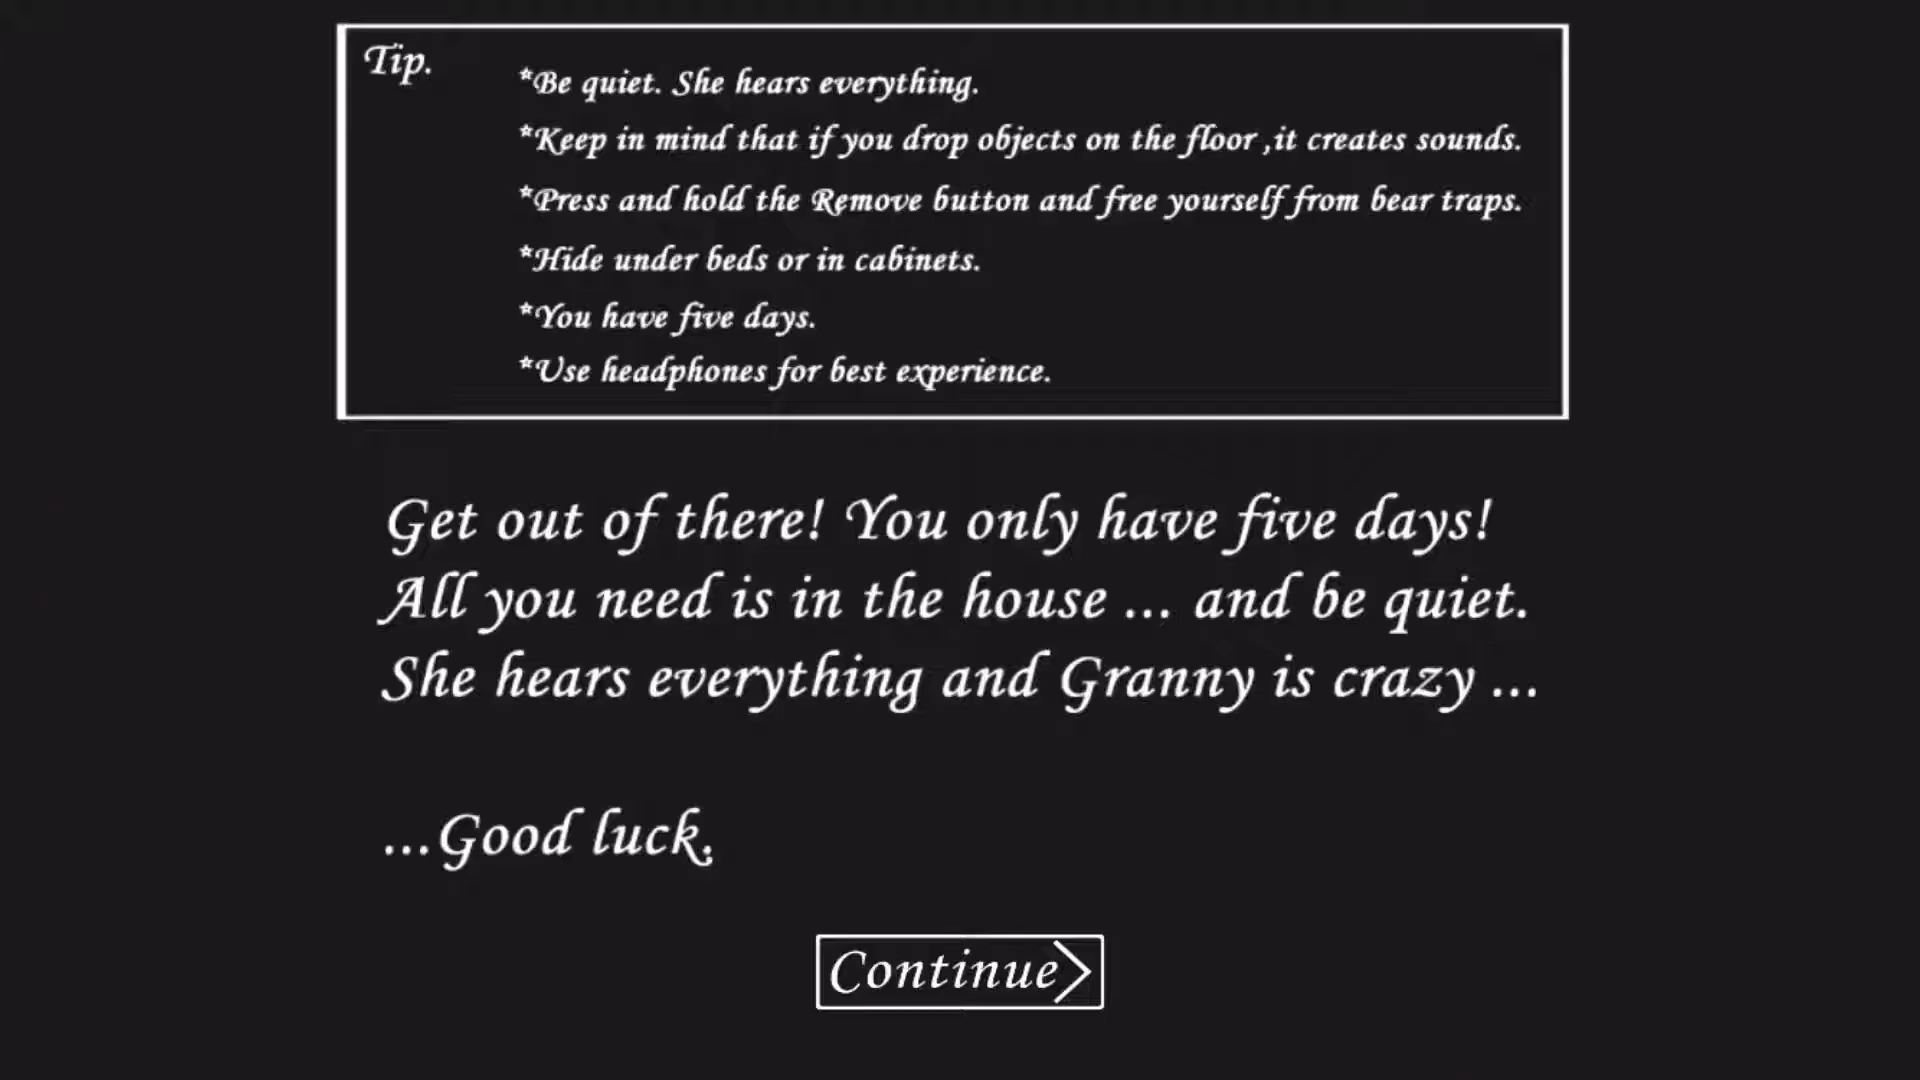 Tip.
*Be quiet. She hears everything.
*Keep in mind that if you drop objects on the floor ,it creates sounds.
*Press and hold the Remove button and free yourself from bear traps.
*Hide under beds or in cabinets.
*You have five days.
*Use headphones for best experience.
Get out of there! You only have five days!
All you need is in the house ... and be quiet.
She hears everything and Granny is crazy ...
...Good luck.
Continue>